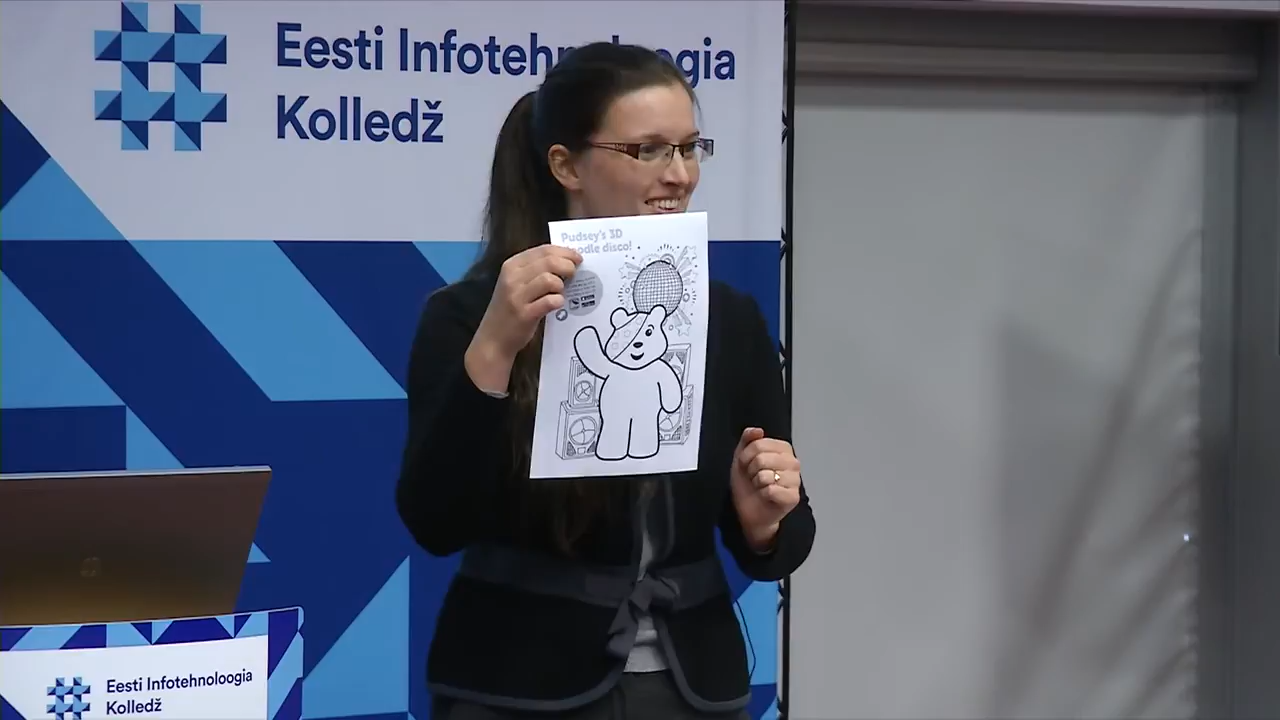 Eesti Infotehnoloogia
Kolledž
Pudsey's 3D
disco!
Eesti Infotehnoloogia
Kolledž